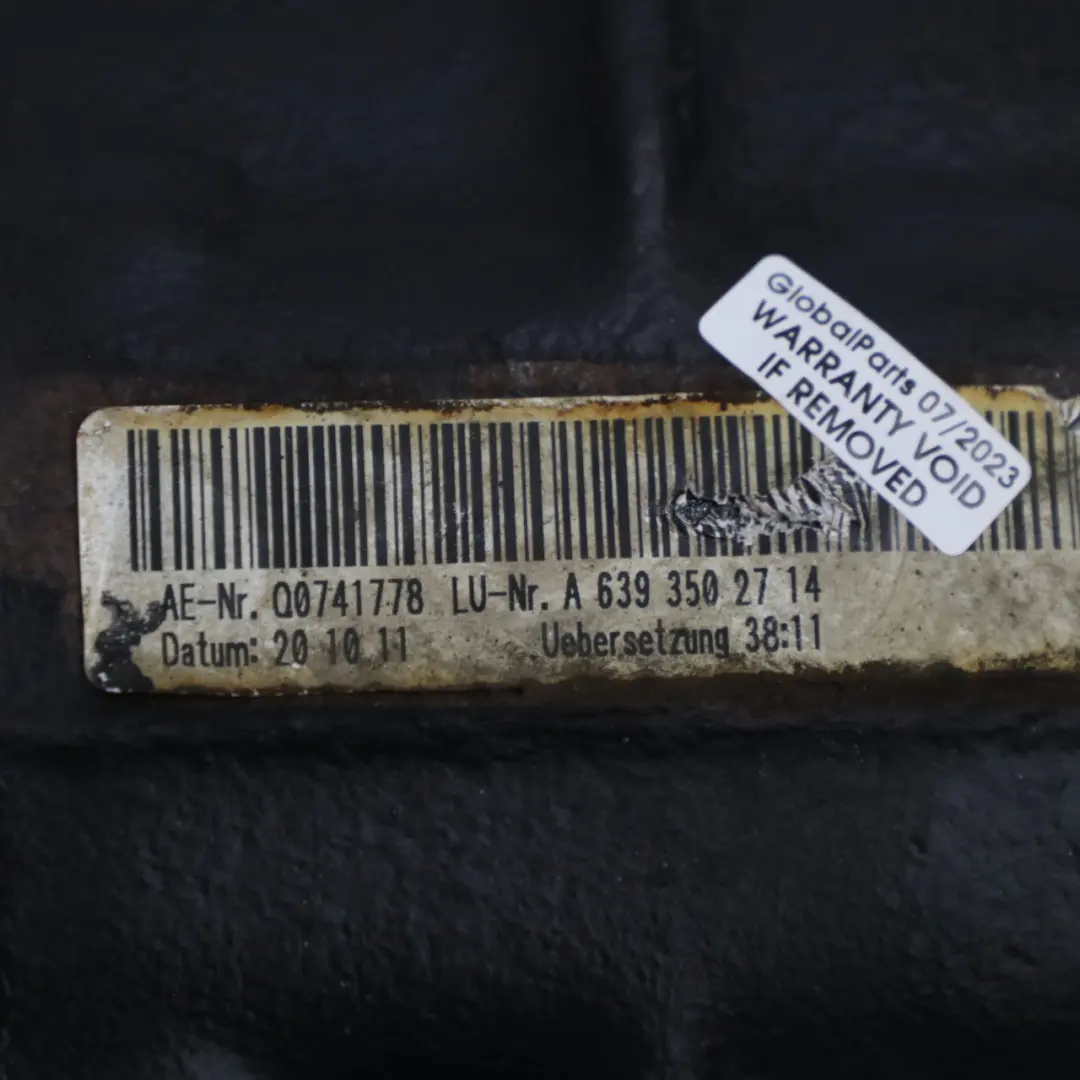 GlobalParts 07/2023
WARRANTY VOID
IF REMOVED
AE-Nr. Q0741778 LU-Nr. A 639 350 27 14
Datum: 20 10 11 Uebersetzung 38:11